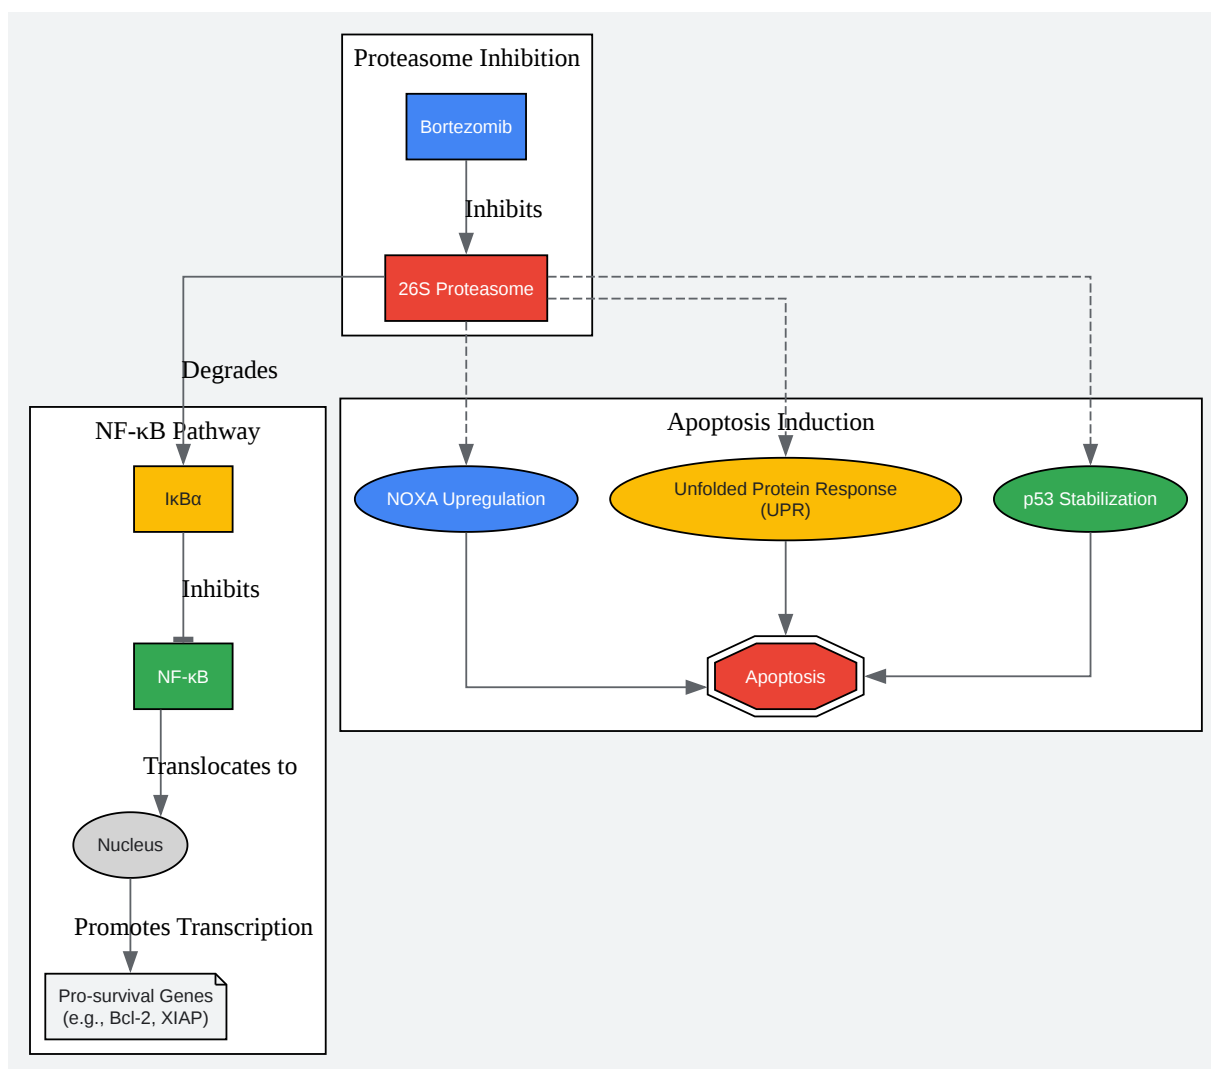 Proteasome Inhibition
Bortezomib
Inhibits
26S Proteasome
Degrades
NF-κB Pathway
IκBα
Inhibits
NF-κB
Translocates to
Nucleus
Promotes Transcription
Pro-survival Genes
(e.g., Bcl-2, XIAP)
Apoptosis Induction
NOXA Upregulation
Unfolded Protein Response
(UPR)
p53 Stabilization
Apoptosis